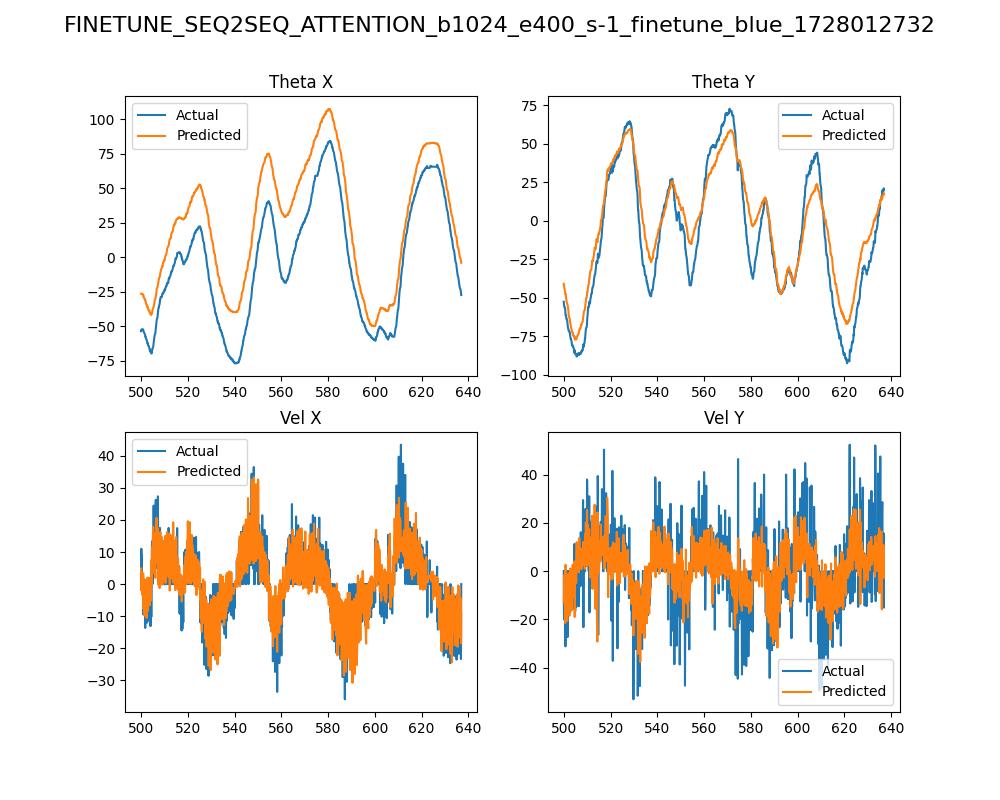 FINETUNE_SEQ2SEQ_ATTENTION_b1024_e400_s-1_finetune_blue_1728012732
Theta X
Actual
Predicted
100
75
50
25
0
−25
−50
−75
500 520 540 560 580 600 620 640
Theta Y
Actual
Predicted
75
50
25
0
−25
−50
−75
−100
500 520 540 560 580 600 620 640
Vel X
Actual
Predicted
40
30
20
10
0
−10
−20
−30
500 520 540 560 580 600 620 640
Vel Y
40
20
0
−20
−40
Actual
Predicted
500 520 540 560 580 600 620 640